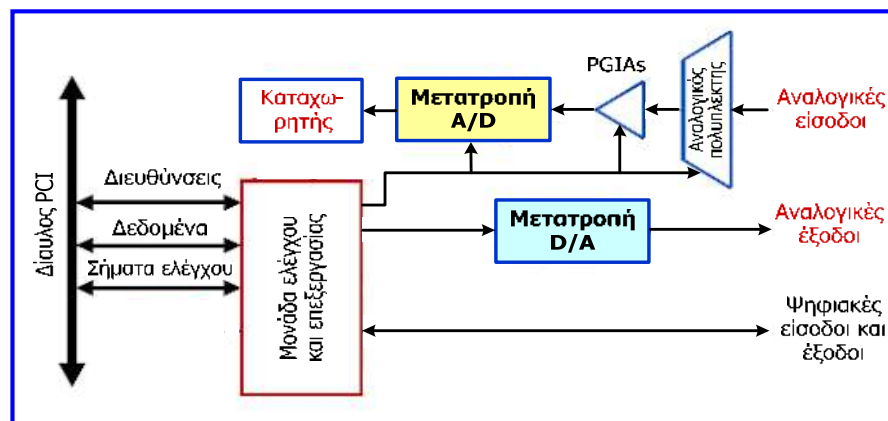 PGIAs
Καταχω-
ρητής
Μετατροπή
A/D
Αναλογικός
πολυπλέκτης
Αναλογικές
είσοδοι
Δίαυλος PCI
Διευθύνσεις
Δεδομένα
Σήματα ελέγχου
Μονάδα ελέγχου
και επεξεργασίας
Μετατροπή
D/A
Αναλογικές
έξοδοι
Ψηφιακές
είσοδοι και
έξοδοι